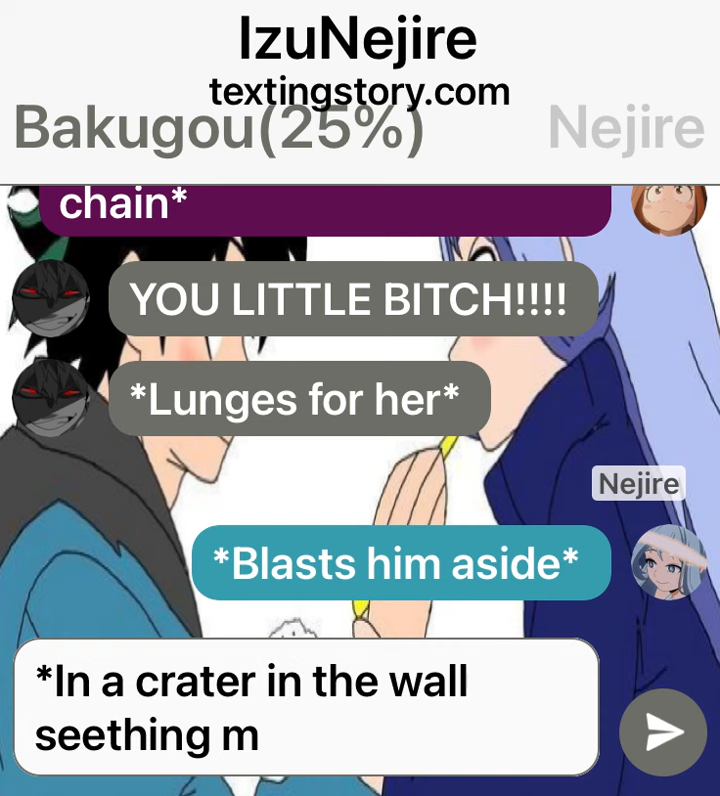 IzuNejire
textingstory.com
Bakugou(25%) Nejire
chain*
YOU LITTLE BITCH!!!!
*Lunges for her*
Nejire
*Blasts him aside*
*In a crater in the wall
seething m